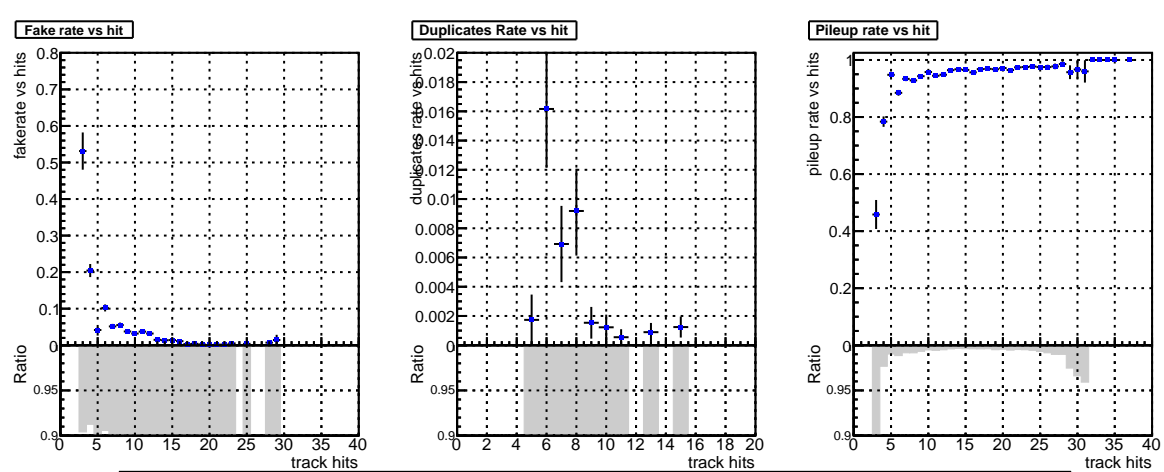 Fake rate vs hit
fakerate vs hits
0.8
0.7
0.6
0.5
0.4
0.3
0.2
0.1
0
Ratio
0.95
0.9
0 5 10 15 20 25 30 35 40
track hits
Duplicates Rate vs hit
duplicates rate vs hits
0.02
0.018
0.016
0.014
0.012
0.01
0.008
0.006
0.004
0.002
0
Ratio
0.95
0.9
0 2 4 6 8 10 12 14 16 18 20
track hits
Pileup rate vs hit
pileup rate vs hits
1
0.8
0.6
0.4
0.2
0
Ratio
0.95
0.9
0 5 10 15 20 25 30 35 40
track hits